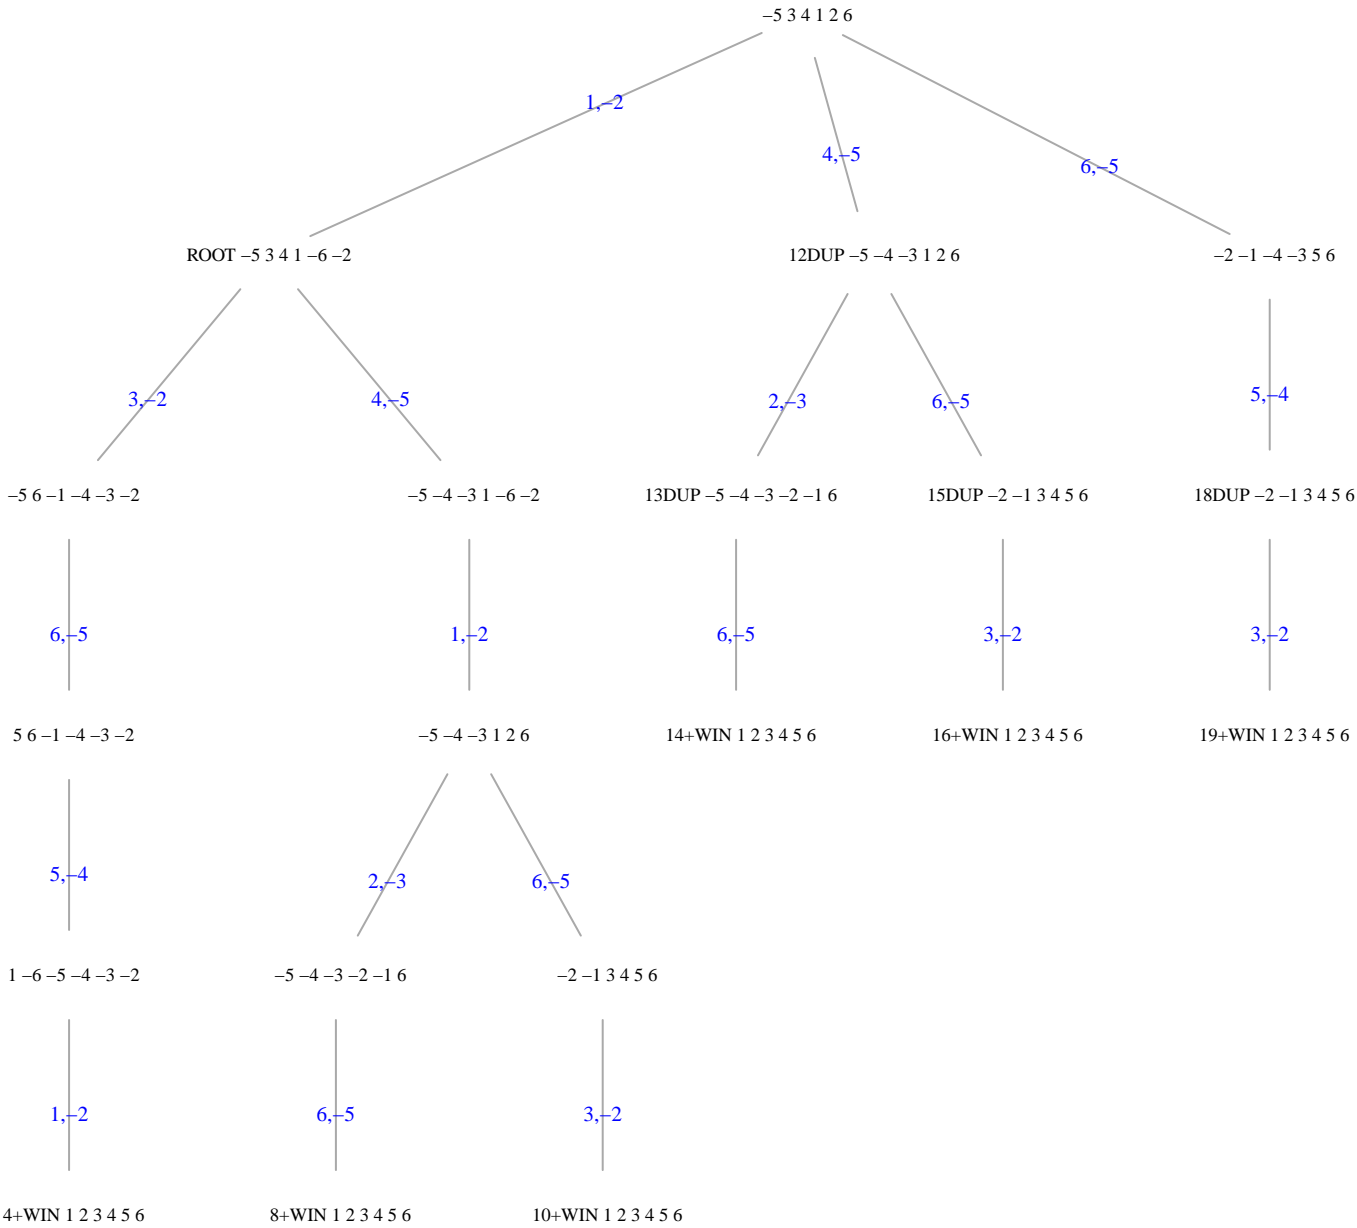 −5 3 4 1 2 6
1,−2
4,−5
6,−5
ROOT −5 3 4 1 −6 −2
12DUP −5 −4 −3 1 2 6
−2 −1 −4 −3 5 6
3,−2
4,−5
2,−3
6,−5
5,−4
−5 6 −1 −4 −3 −2
−5 −4 −3 1 −6 −2
13DUP −5 −4 −3 −2 −1 6
15DUP −2 −1 3 4 5 6
18DUP −2 −1 3 4 5 6
6,−5
1,−2
6,−5
3,−2
3,−2
5 6 −1 −4 −3 −2
−5 −4 −3 1 2 6
14+WIN 1 2 3 4 5 6
16+WIN 1 2 3 4 5 6
19+WIN 1 2 3 4 5 6
5,−4
2,−3
6,−5
1 −6 −5 −4 −3 −2
−5 −4 −3 −2 −1 6
−2 −1 3 4 5 6
1,−2
6,−5
3,−2
4+WIN 1 2 3 4 5 6
8+WIN 1 2 3 4 5 6
10+WIN 1 2 3 4 5 6